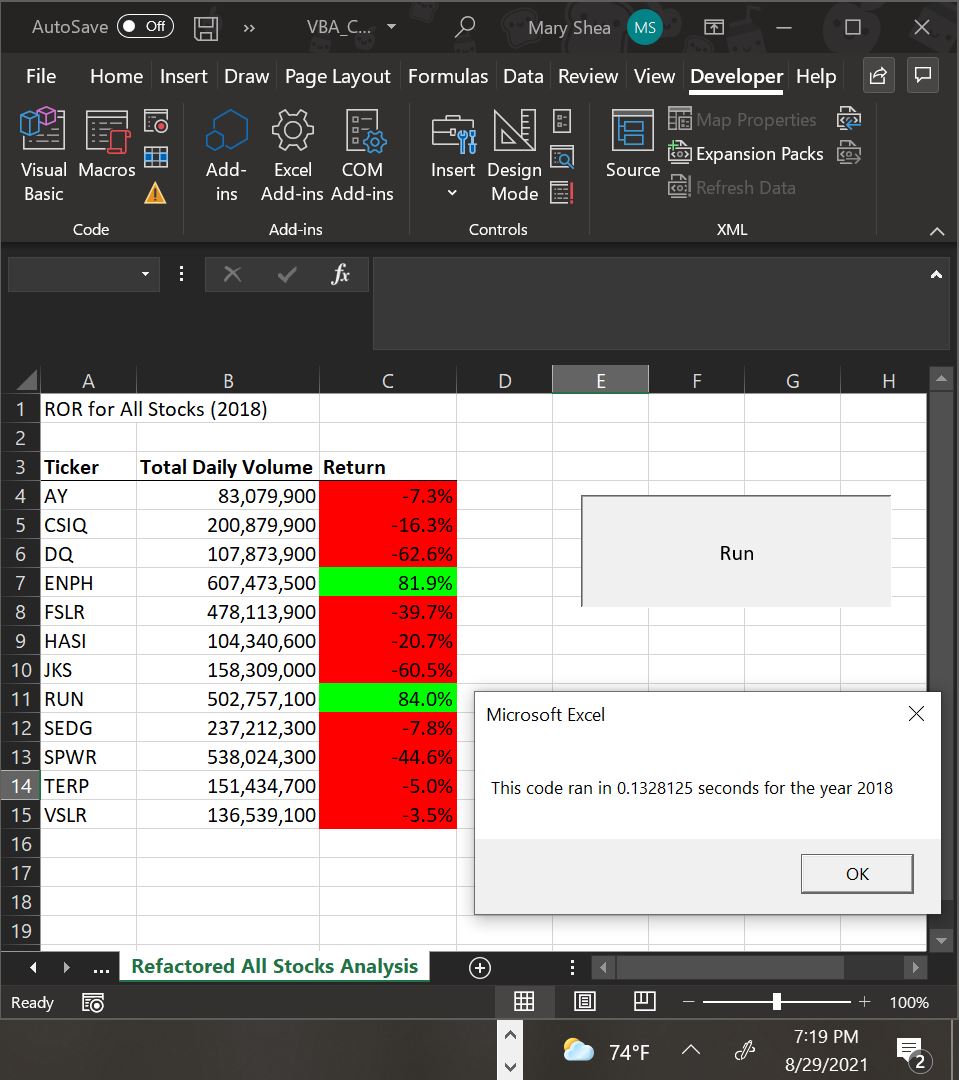 AutoSave Off » VBA_C... Mary Shea MS
File Home Insert Draw Page Layout Formulas Data Review View Developer Help
Visual Basic Macros Add-ins Excel Add-ins COM Add-ins Insert Design Mode Source Map Properties
Expansion Packs
Refresh Data
Code Add-ins Controls XML
fx
A B C D E F G H
1 ROR for All Stocks (2018)
2
3 Ticker Total Daily Volume Return
4 AY 83,079,900 -7.3%
5 CSIQ 200,879,900 -16.3%
6 DQ 107,873,900 -62.6%
7 ENPH 607,473,500 81.9%
8 FSLR 478,113,900 -39.7%
9 HASI 104,340,600 -20.7%
10 JKS 158,309,000 -60.5%
11 RUN 502,757,100 84.0%
12 SEDG 237,212,300 -7.8%
13 SPWR 538,024,300 -44.6%
14 TERP 151,434,700 -5.0%
15 VSLR 136,539,100 -3.5%
16
17
18
19
Run
Microsoft Excel
This code ran in 0.1328125 seconds for the year 2018
OK
... Refactored All Stocks Analysis
Ready 100%
74°F 7:19 PM
8/29/2021 2